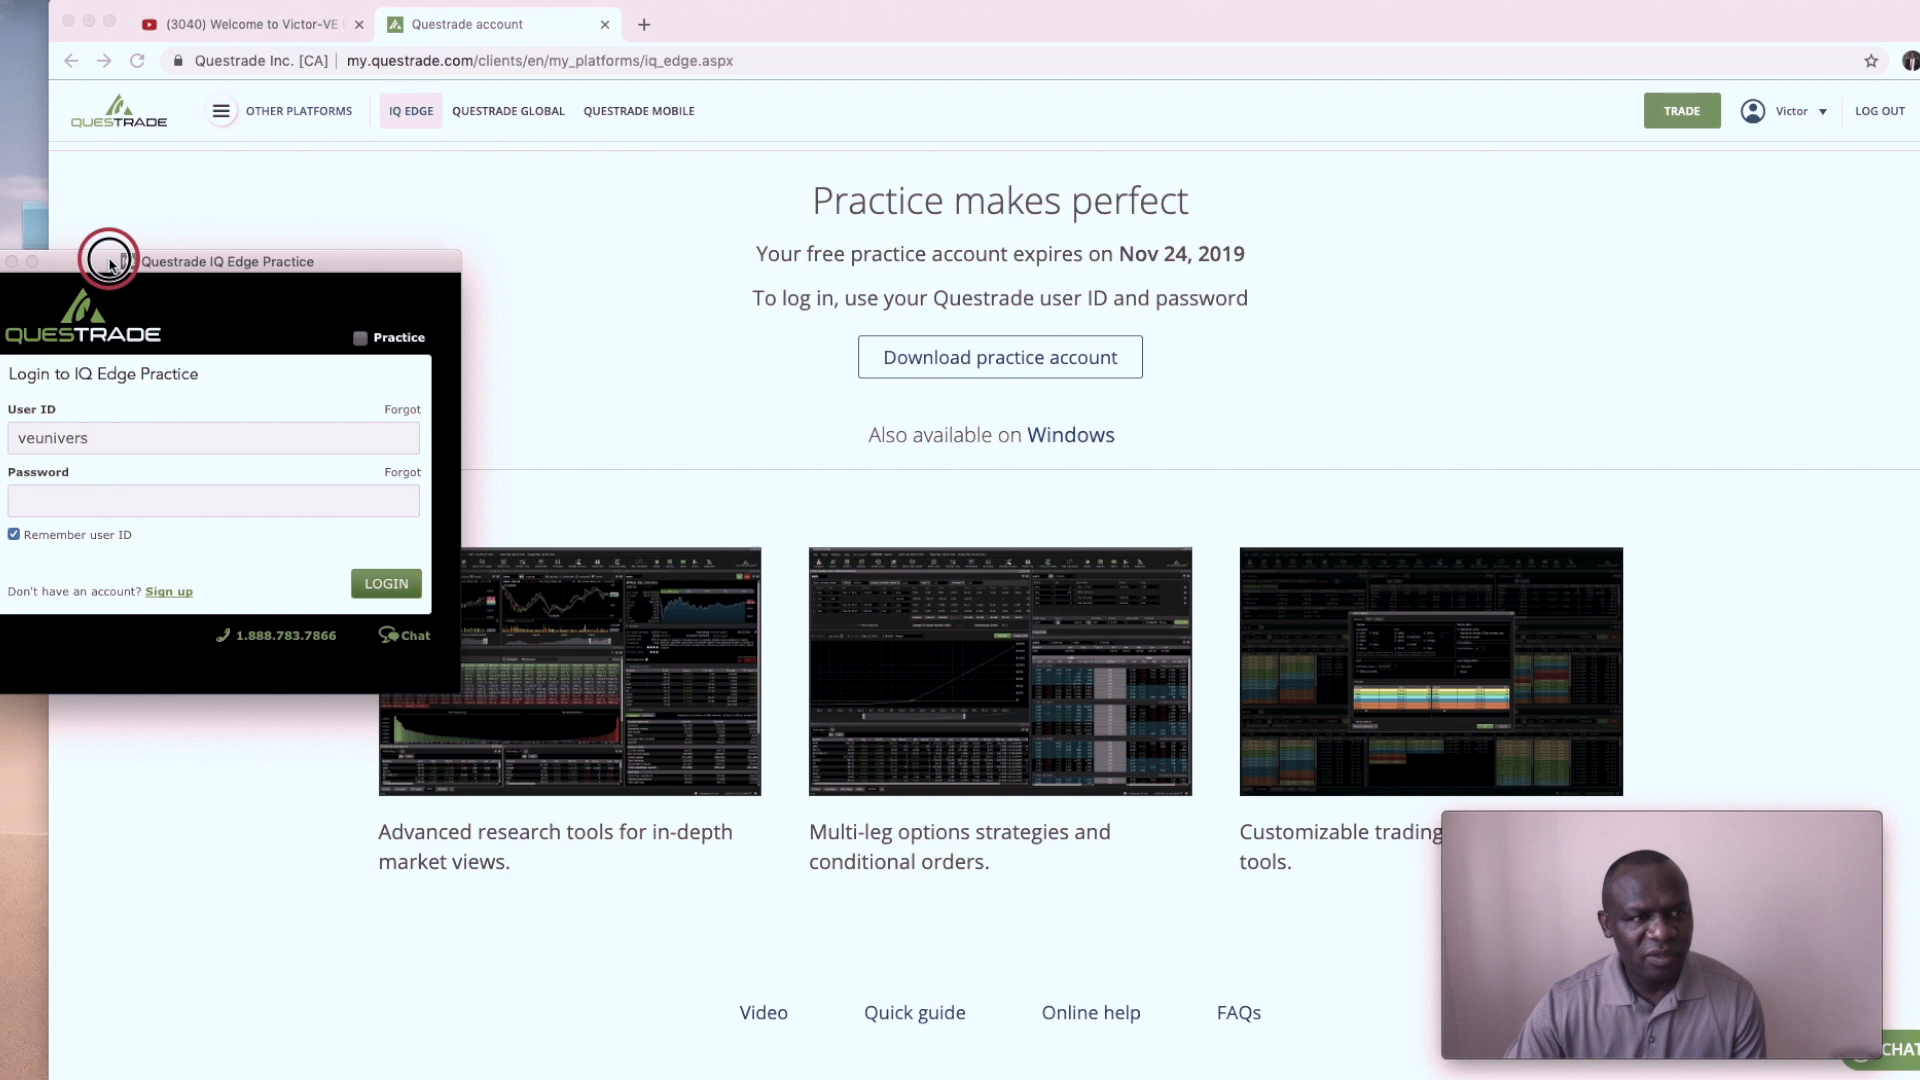 (3040) Welcome to Victor-VE
Questrade account
Questrade Inc. [CA] | my.questrade.com/clients/en/my_platforms/iq_edge.aspx
QUESTRADE
OTHER PLATFORMS
IQ EDGE
QUESTRADE GLOBAL
QUESTRADE MOBILE
TRADE
Victor
LOG OUT
Practice makes perfect
Your free practice account expires on Nov 24, 2019
To log in, use your Questrade user ID and password
Download practice account
Also available on Windows
Questrade IQ Edge Practice
QUESTRADE
Practice
Login to IQ Edge Practice
User ID
Forgot
veunivers
Password
Forgot
Remember user ID
Don't have an account? Sign up
LOGIN
1.888.783.7866
Chat
Advanced research tools for in-depth
market views.
Multi-leg options strategies and
conditional orders.
Customizable trading
tools.
Video
Quick guide
Online help
FAQs
CHAT